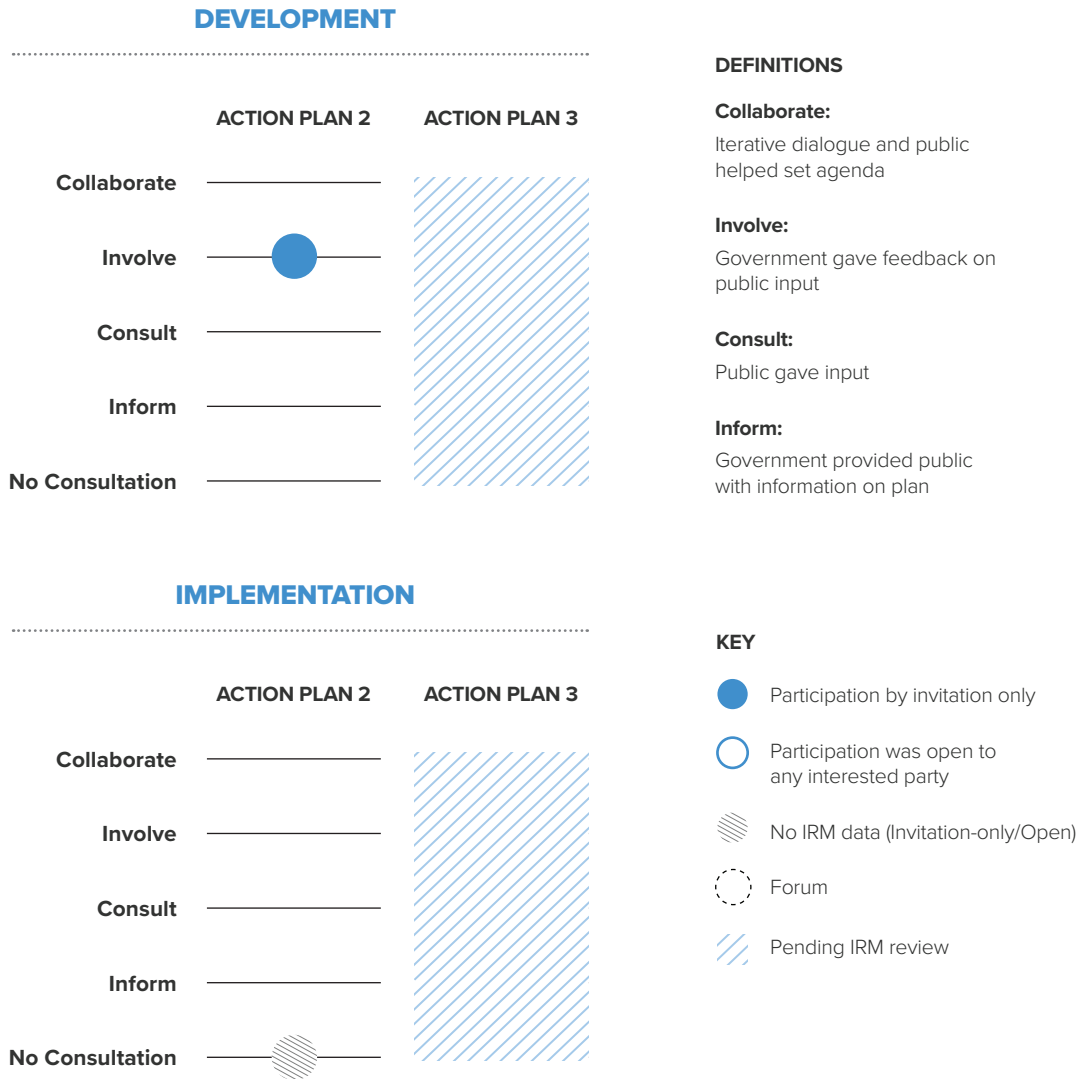 DEVELOPMENT
ACTION PLAN 2 ACTION PLAN 3
Collaborate
Involve
Consult
Inform
No Consultation
DEFINITIONS
Collaborate:
Iterative dialogue and public
helped set agenda
Involve:
Government gave feedback on
public input
Consult:
Public gave input
Inform:
Government provided public
with information on plan
IMPLEMENTATION
ACTION PLAN 2 ACTION PLAN 3
Collaborate
Involve
Consult
Inform
No Consultation
KEY
Participation by invitation only
Participation was open to
any interested party
No IRM data (Invitation-only/Open)
Forum
Pending IRM review